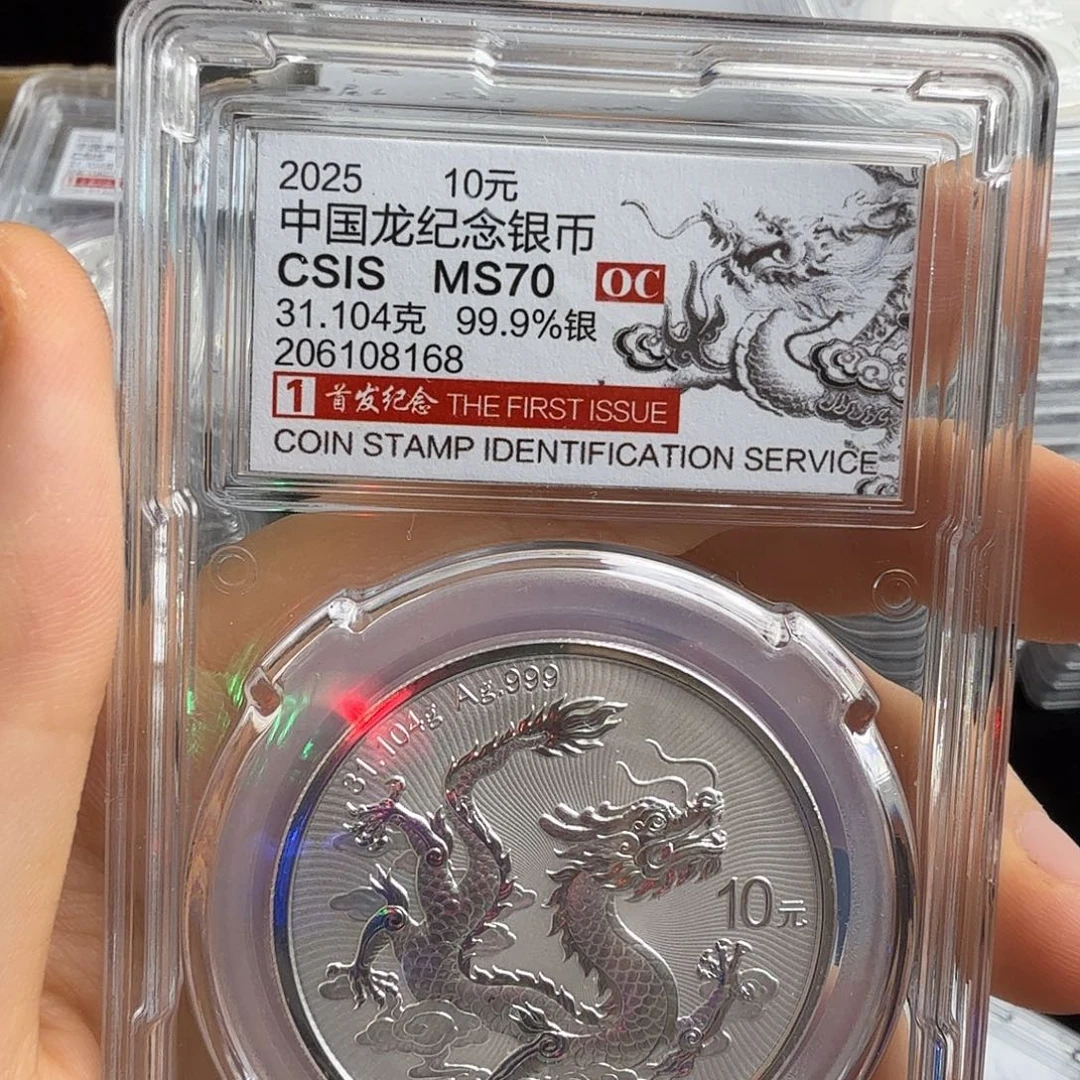 2025 10元
中国龙纪念银币
CSIS MS70 OC
31.104克 99.9%银
206108168
1 首发纪念 THE FIRST ISSUE
COIN STAMP IDENTIFICATION SERVICE
31.104g Ag.999
10元